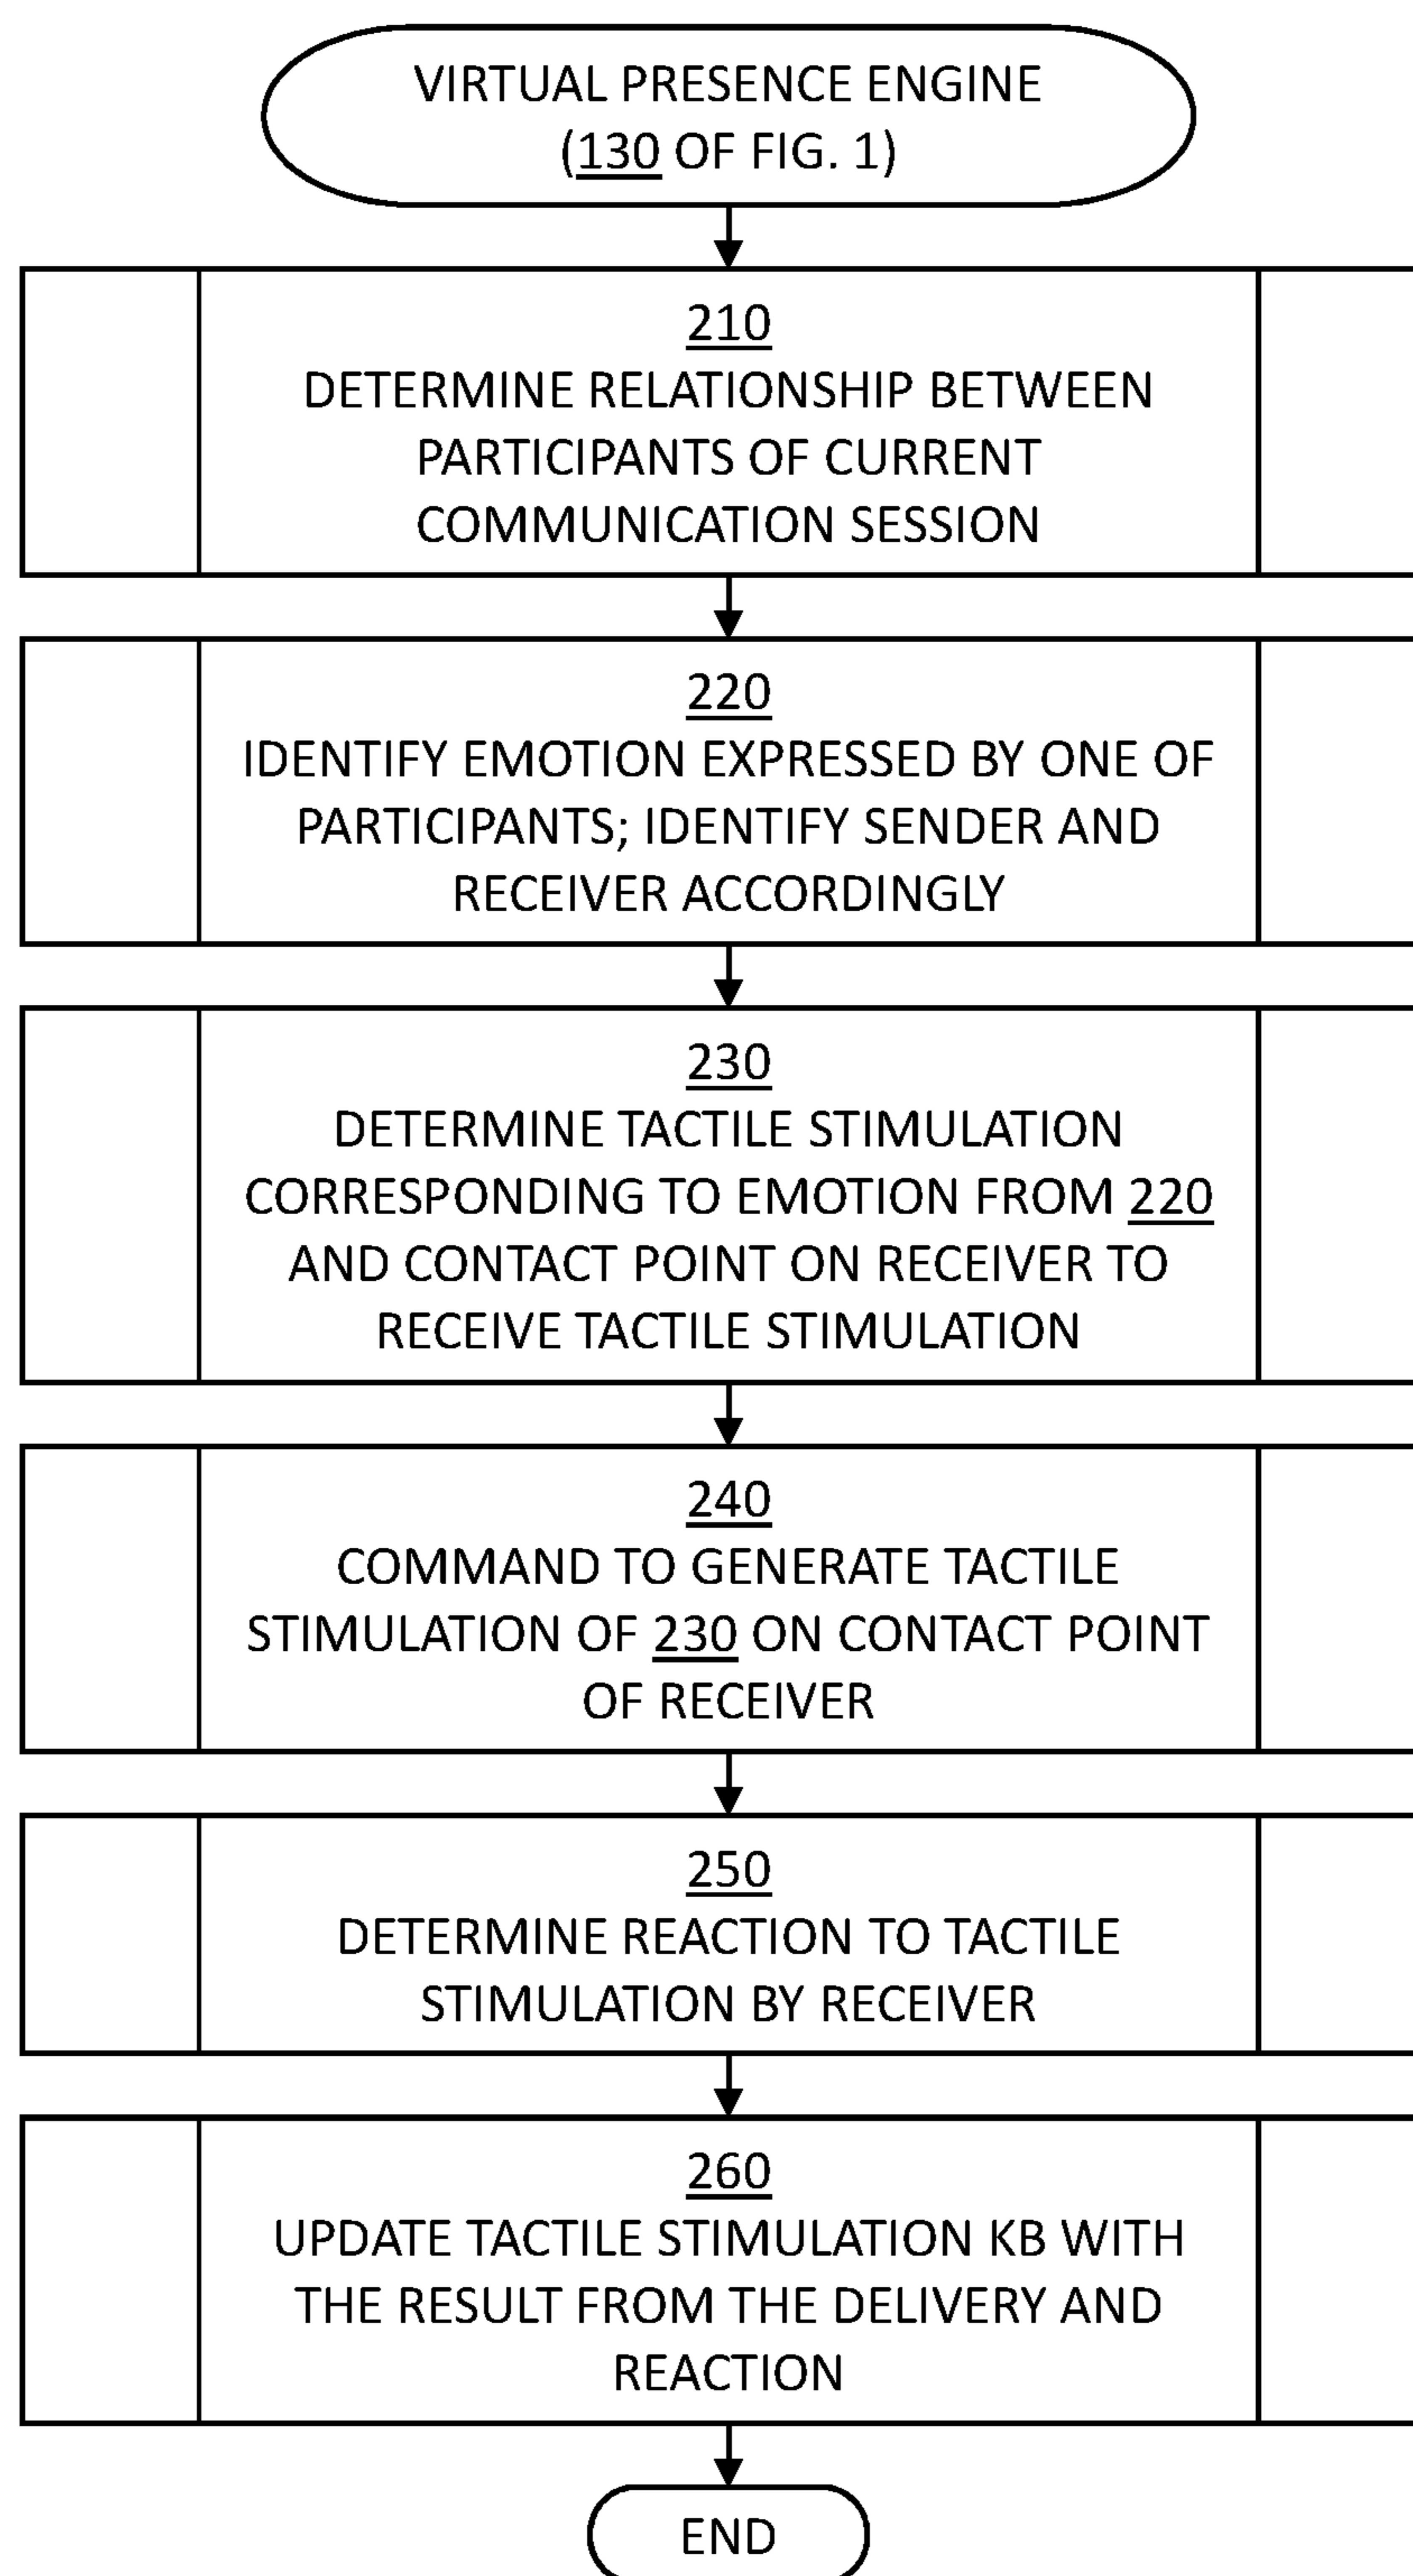 VIRTUAL PRESENCE ENGINE
(130 OF FIG. 1)
210
DETERMINE RELATIONSHIP BETWEEN
PARTICIPANTS OF CURRENT
COMMUNICATION SESSION
220
IDENTIFY EMOTION EXPRESSED BY ONE OF
PARTICIPANTS; IDENTIFY SENDER AND
RECEIVER ACCORDINGLY
230
DETERMINE TACTILE STIMULATION
CORRESPONDING TO EMOTION FROM 220
AND CONTACT POINT ON RECEIVER TO
RECEIVE TACTILE STIMULATION
240
COMMAND TO GENERATE TACTILE
STIMULATION OF 230 ON CONTACT POINT
OF RECEIVER
250
DETERMINE REACTION TO TACTILE
STIMULATION BY RECEIVER
260
UPDATE TACTILE STIMULATION KB WITH
THE RESULT FROM THE DELIVERY AND
REACTION
END